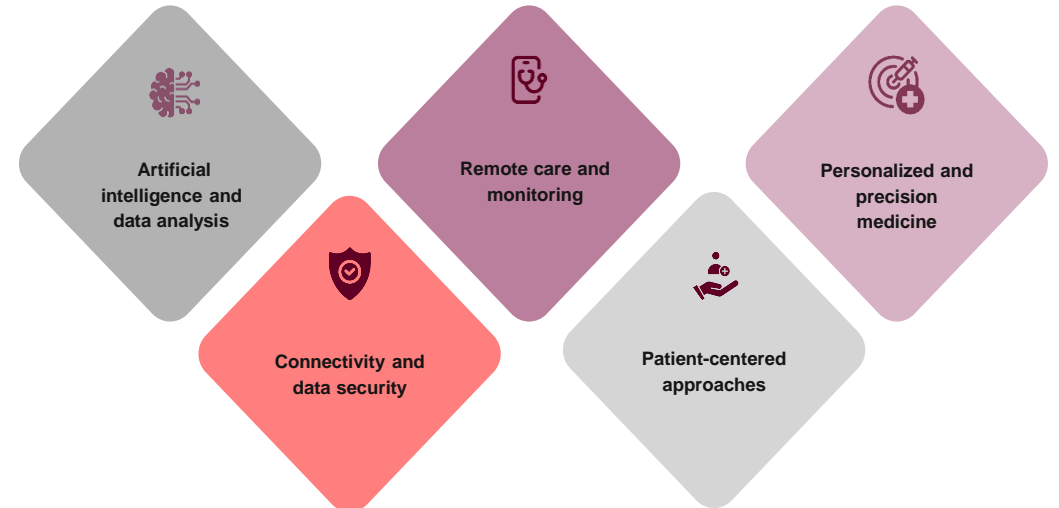 Artificial
intelligence and
data analysis
Connectivity and
data security
Remote care and
monitoring
Patient-centered
approaches
Personalized and
precision
medicine